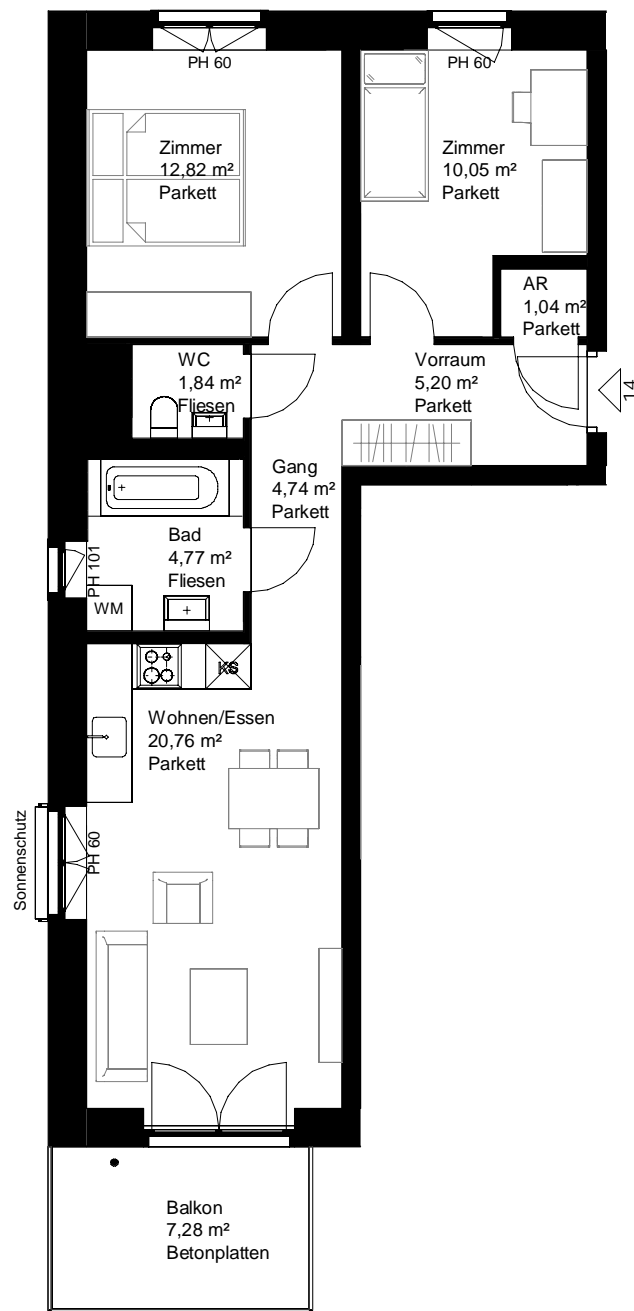 PH 60
PH 60
Zimmer
12,82 m²
Parkett
Zimmer
10,05 m²
Parkett
AR
1,04 m²
Parkett
WC
1,84 m²
Fliesen
Vorraum
5,20 m²
Parkett
14
Gang
4,74 m²
Parkett
Bad
4,77 m²
Fliesen
PH 101
WM
KS
Wohnen/Essen
20,76 m²
Parkett
Sonnenschutz
PH 60
Balkon
7,28 m²
Betonplatten